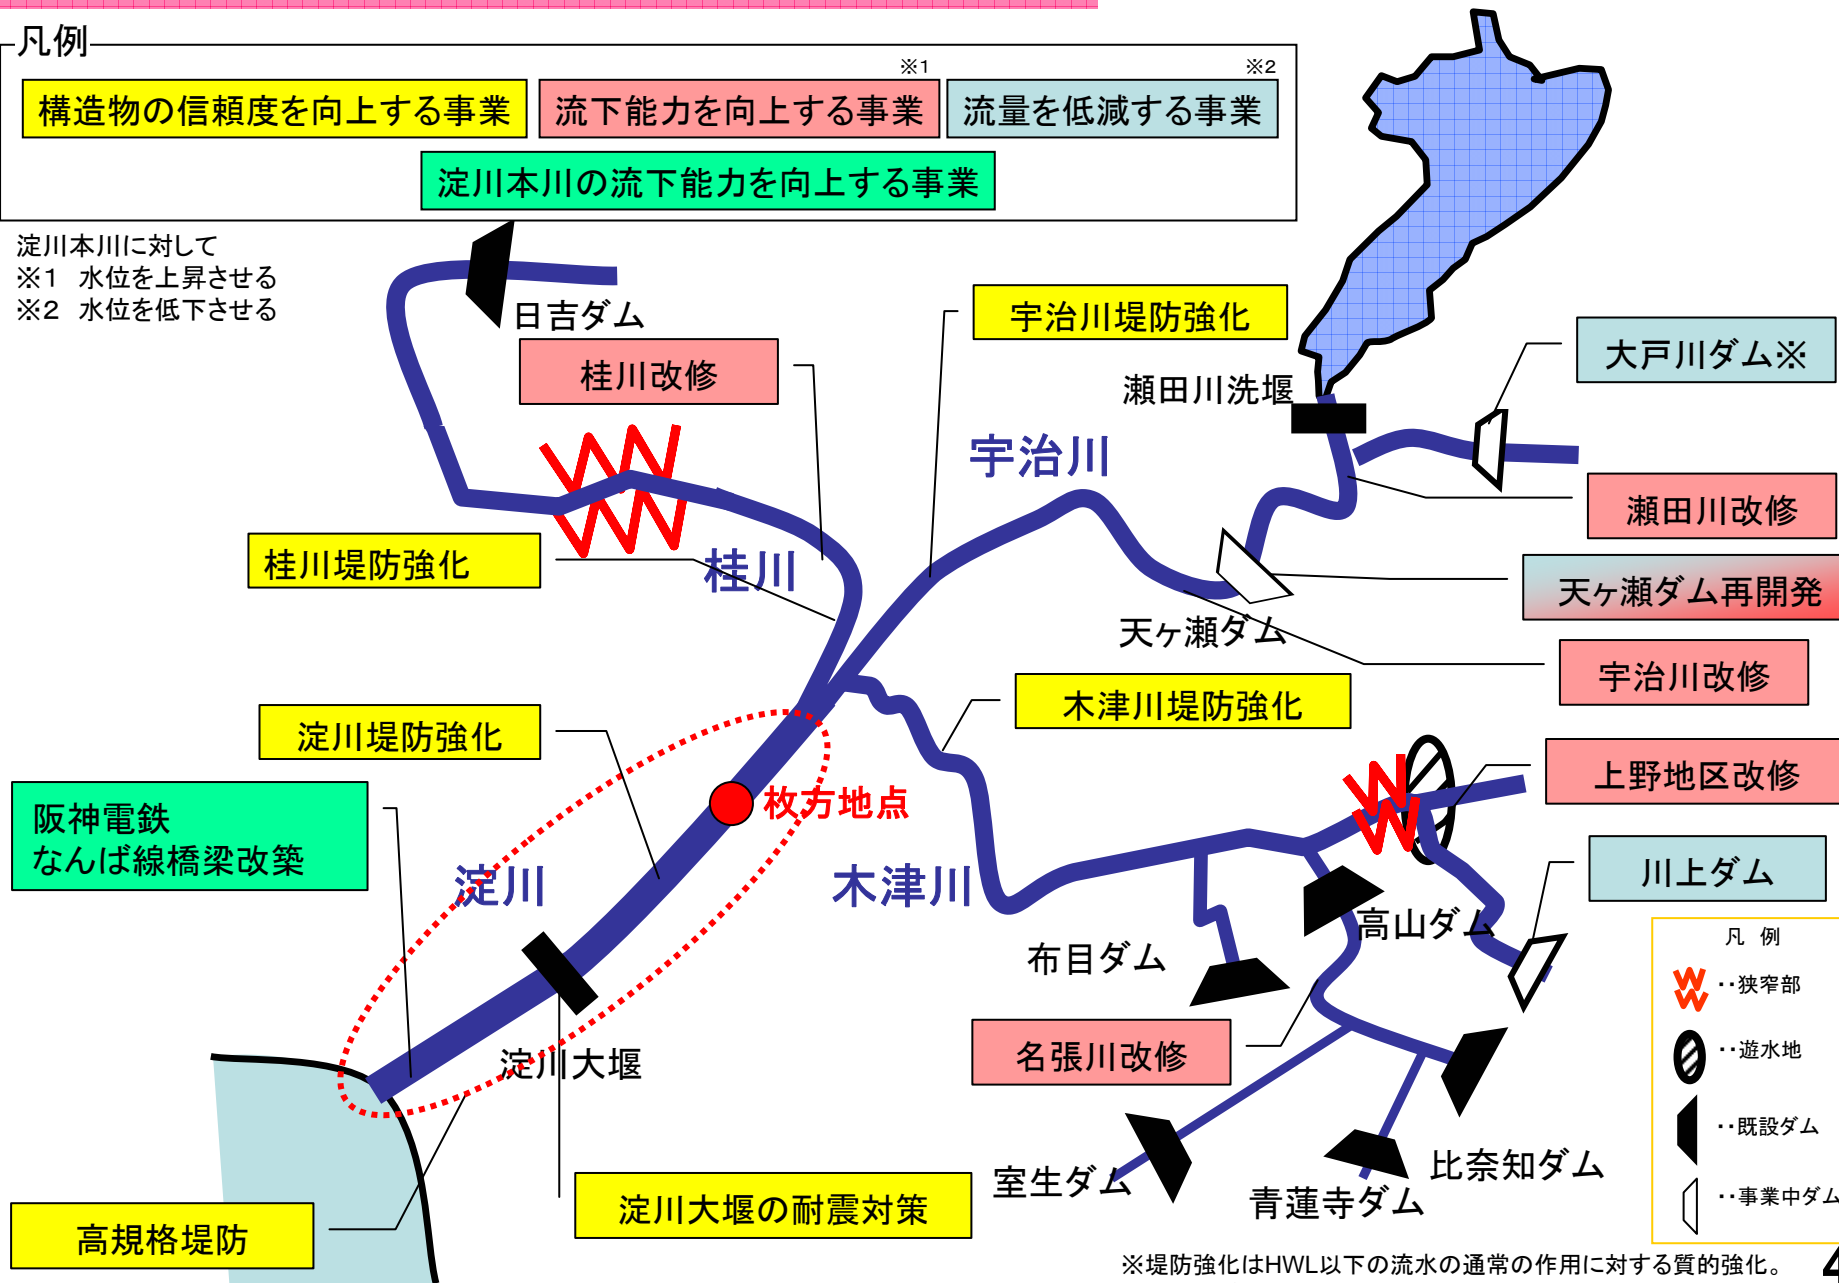 凡例
※1
※2
構造物の信頼度を向上する事業
流下能力を向上する事業
流量を低減する事業
淀川本川の流下能力を向上する事業
淀川本川に対して
※1 水位を上昇させる
※2 水位を低下させる
日吉ダム
宇治川堤防強化
桂川改修
瀬田川洗堰
大戸川ダム※
宇治川
瀬田川改修
桂川堤防強化
桂川
天ヶ瀬ダム再開発
天ヶ瀬ダム
宇治川改修
木津川堤防強化
淀川堤防強化
上野地区改修
阪神電鉄
なんば線橋梁改築
枚方地点
淀川
木津川
川上ダム
高山ダム
布目ダム
名張川改修
淀川大堰
室生ダム
青蓮寺ダム
比奈知ダム
淀川大堰の耐震対策
高規格堤防
凡 例
‥狭窄部
‥遊水地
‥既設ダム
‥事業中ダム
※堤防強化はHWL以下の流水の通常の作用に対する質的強化。